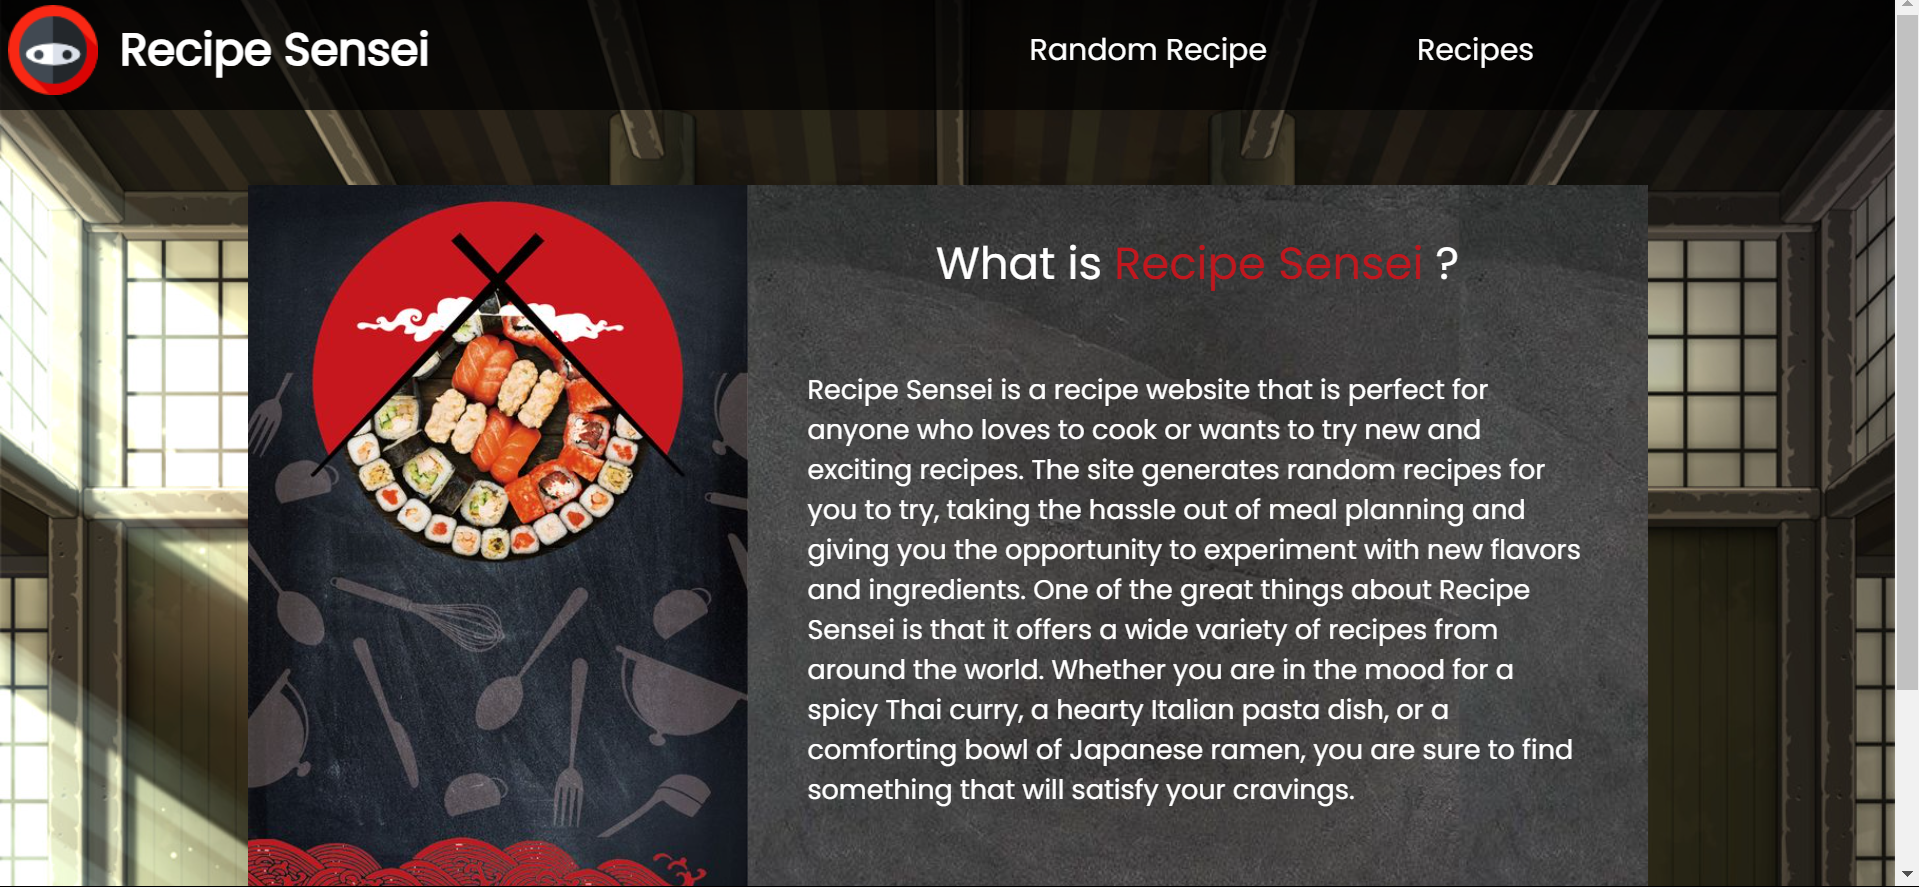 Recipe Sensei
Random Recipe
Recipes
What is Recipe Sensei ?
Recipe Sensei is a recipe website that is perfect for
anyone who loves to cook or wants to try new and
exciting recipes. The site generates random recipes for
you to try, taking the hassle out of meal planning and
giving you the opportunity to experiment with new flavors
and ingredients. One of the great things about Recipe
Sensei is that it offers a wide variety of recipes from
around the world. Whether you are in the mood for a
spicy Thai curry, a hearty Italian pasta dish, or a
comforting bowl of Japanese ramen, you are sure to find
something that will satisfy your cravings.